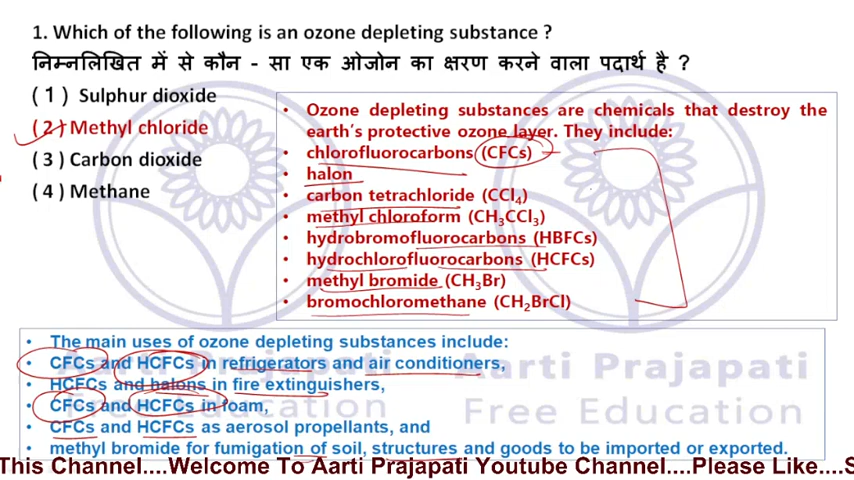 1. Which of the following is an ozone depleting substance ?
निम्नलिखित में से कौन - सा एक ओजोन का क्षरण करने वाला पदार्थ है ?
( 1 ) Sulphur dioxide
( 2 ) Methyl chloride
( 3 ) Carbon dioxide
( 4 ) Methane
• Ozone depleting substances are chemicals that destroy the
earth's protective ozone layer. They include:
• chlorofluorocarbons (CFCs)
• halon
• carbon tetrachloride (CCl4)
• methyl chloroform (CH3CCl3)
• hydrobromofluorocarbons (HBFCs)
• hydrochlorofluorocarbons (HCFCs)
• methyl bromide (CH3Br)
• bromochloromethane (CH2BrCl)
• The main uses of ozone depleting substances include:
• CFCs and HCFCs in refrigerators and air conditioners,
• HCFCs and halons in fire extinguishers,
• CFCs and HCFCs in foam,
• CFCs and HCFCs as aerosol propellants, and
• methyl bromide for fumigation of soil, structures and goods to be imported or exported.
Aarti Prajapati Aarti Prajapati
Free Education Free Education
This Channel....Welcome To Aarti Prajapati Youtube Channel....Please Like....S